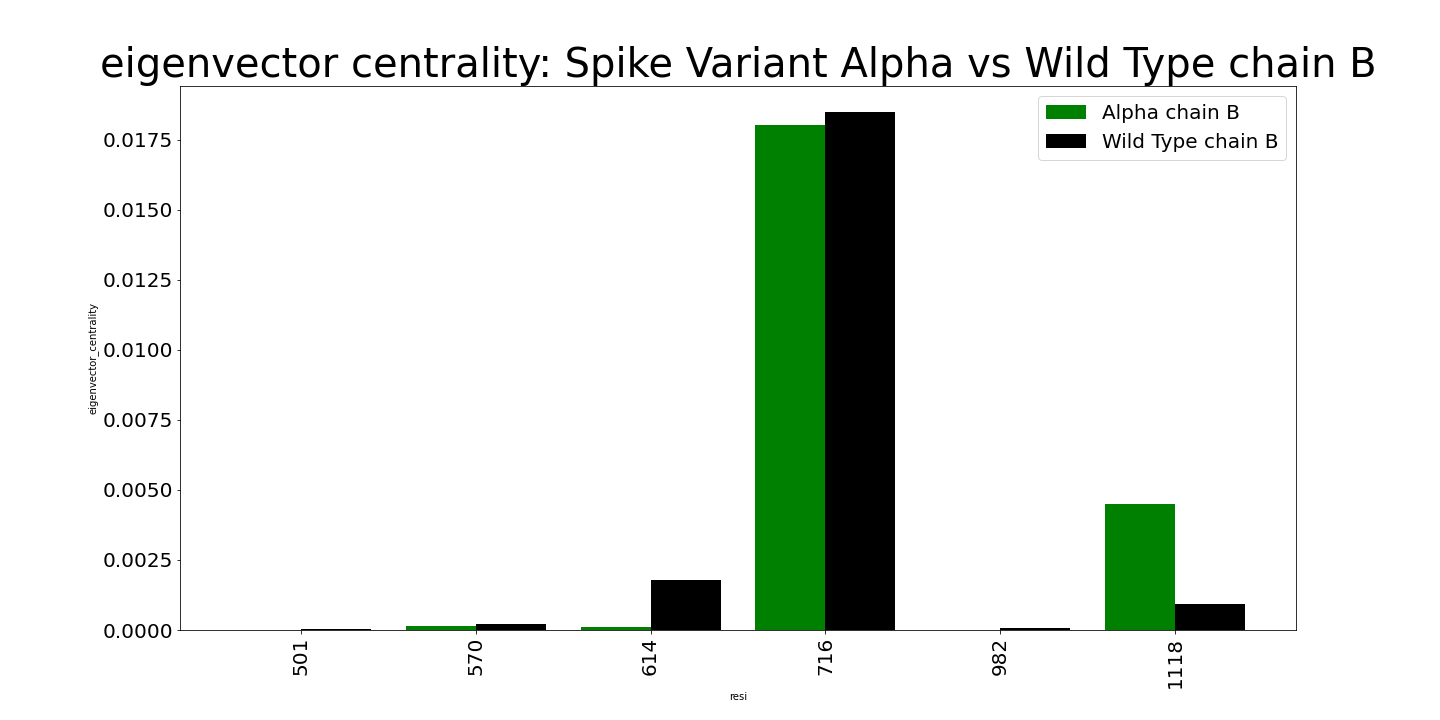 eigenvector centrality: Spike Variant Alpha vs Wild Type chain B
Alpha chain B
Wild Type chain B
0.0175
0.0150
0.0125
0.0100
0.0075
0.0050
0.0025
0.0000
eigenvector_centrality
501
570
614
716
982
1118
resi